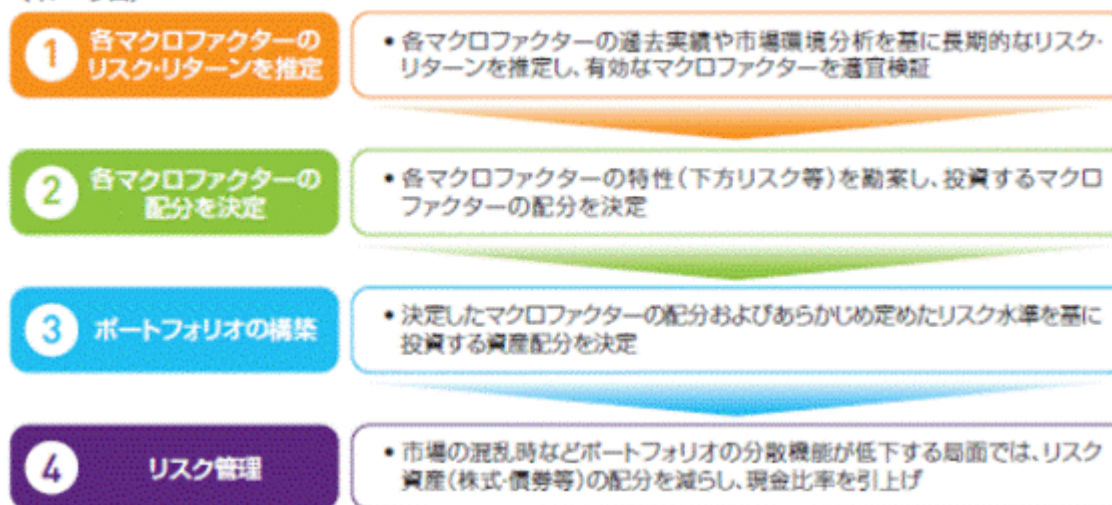 1
各マクロファクターの
リスク・リターンを推定
• 各マクロファクターの過去実績や市場環境分析を基に長期的なリスク・
リターンを推定し、有効なマクロファクターを適宜検証
2
各マクロファクターの
配分を決定
• 各マクロファクターの特性(下方リスク等)を勘案し、投資するマクロ
ファクターの配分を決定
3
ポートフォリオの構築
• 決定したマクロファクターの配分およびあらかじめ定めたリスク水準を基に
投資する資産配分を決定
4
リスク管理
• 市場の混乱時などポートフォリオの分散機能が低下する局面では、リスク
資産(株式・債券等)の配分を減らし、現金比率を引上げ